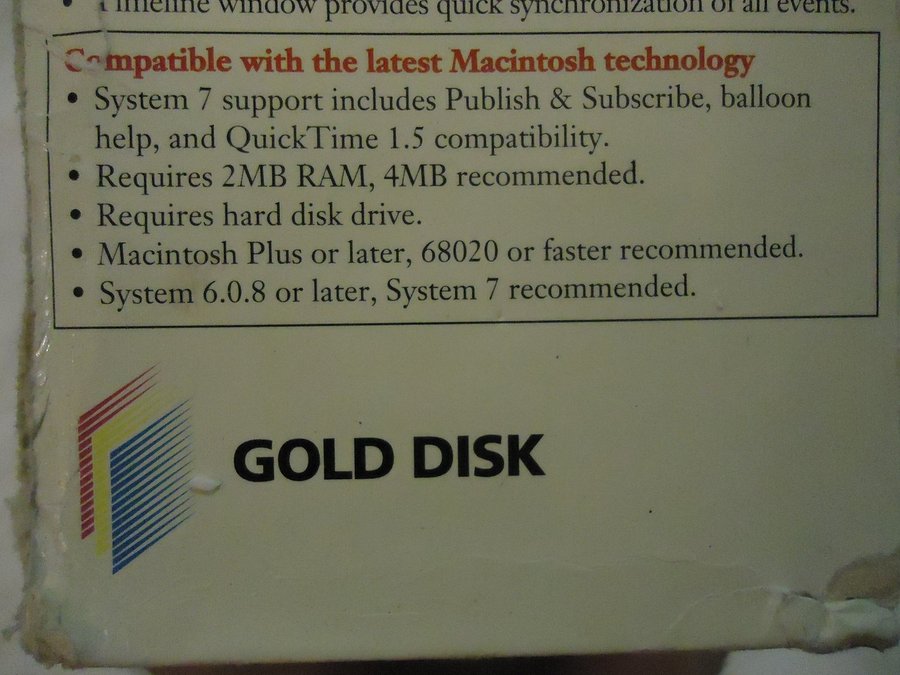 • Timeline window provides quick synchronization of all events.
Compatible with the latest Macintosh technology
• System 7 support includes Publish & Subscribe, balloon
help, and QuickTime 1.5 compatibility.
• Requires 2MB RAM, 4MB recommended.
• Requires hard disk drive.
• Macintosh Plus or later, 68020 or faster recommended.
• System 6.0.8 or later, System 7 recommended.
GOLD DISK